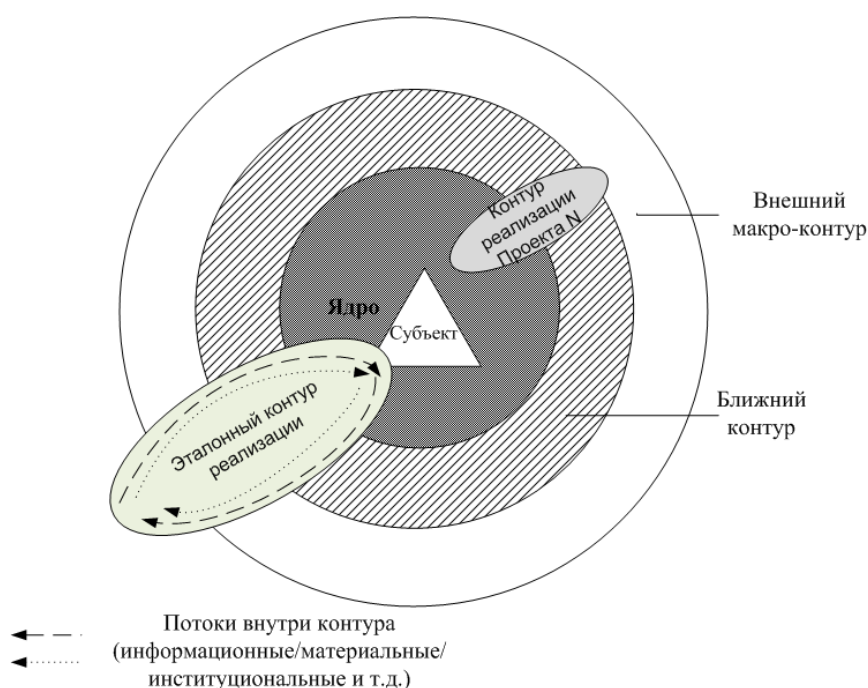 Контур
реализации
Проекта N
Внешний
макро-контур
Ядро
Субъект
Ближний
контур
Эталонный контур
реализации
Потоки внутри контура
(информационные/материальные/
институциональные и т.д.)